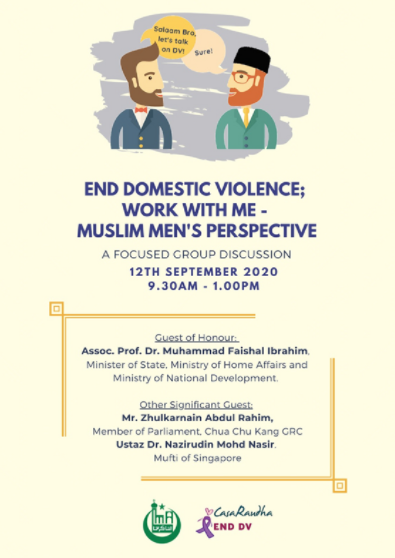 Salaam Bro,
let's talk
on DV!
Sure!
END DOMESTIC VIOLENCE;
WORK WITH ME -
MUSLIM MEN'S PERSPECTIVE
A FOCUSED GROUP DISCUSSION
12TH SEPTEMBER 2020
9.30AM - 1.00PM
Guest of Honour:
Assoc. Prof. Dr. Muhammad Faishal Ibrahim,
Minister of State, Ministry of Home Affairs and
Ministry of National Development.
Other Significant Guest:
Mr. Zhulkarnain Abdul Rahim,
Member of Parliament, Chua Chu Kang GRC
Ustaz Dr. Nazirudin Mohd Nasir.
Mufti of Singapore
CasaRaudha
END DV